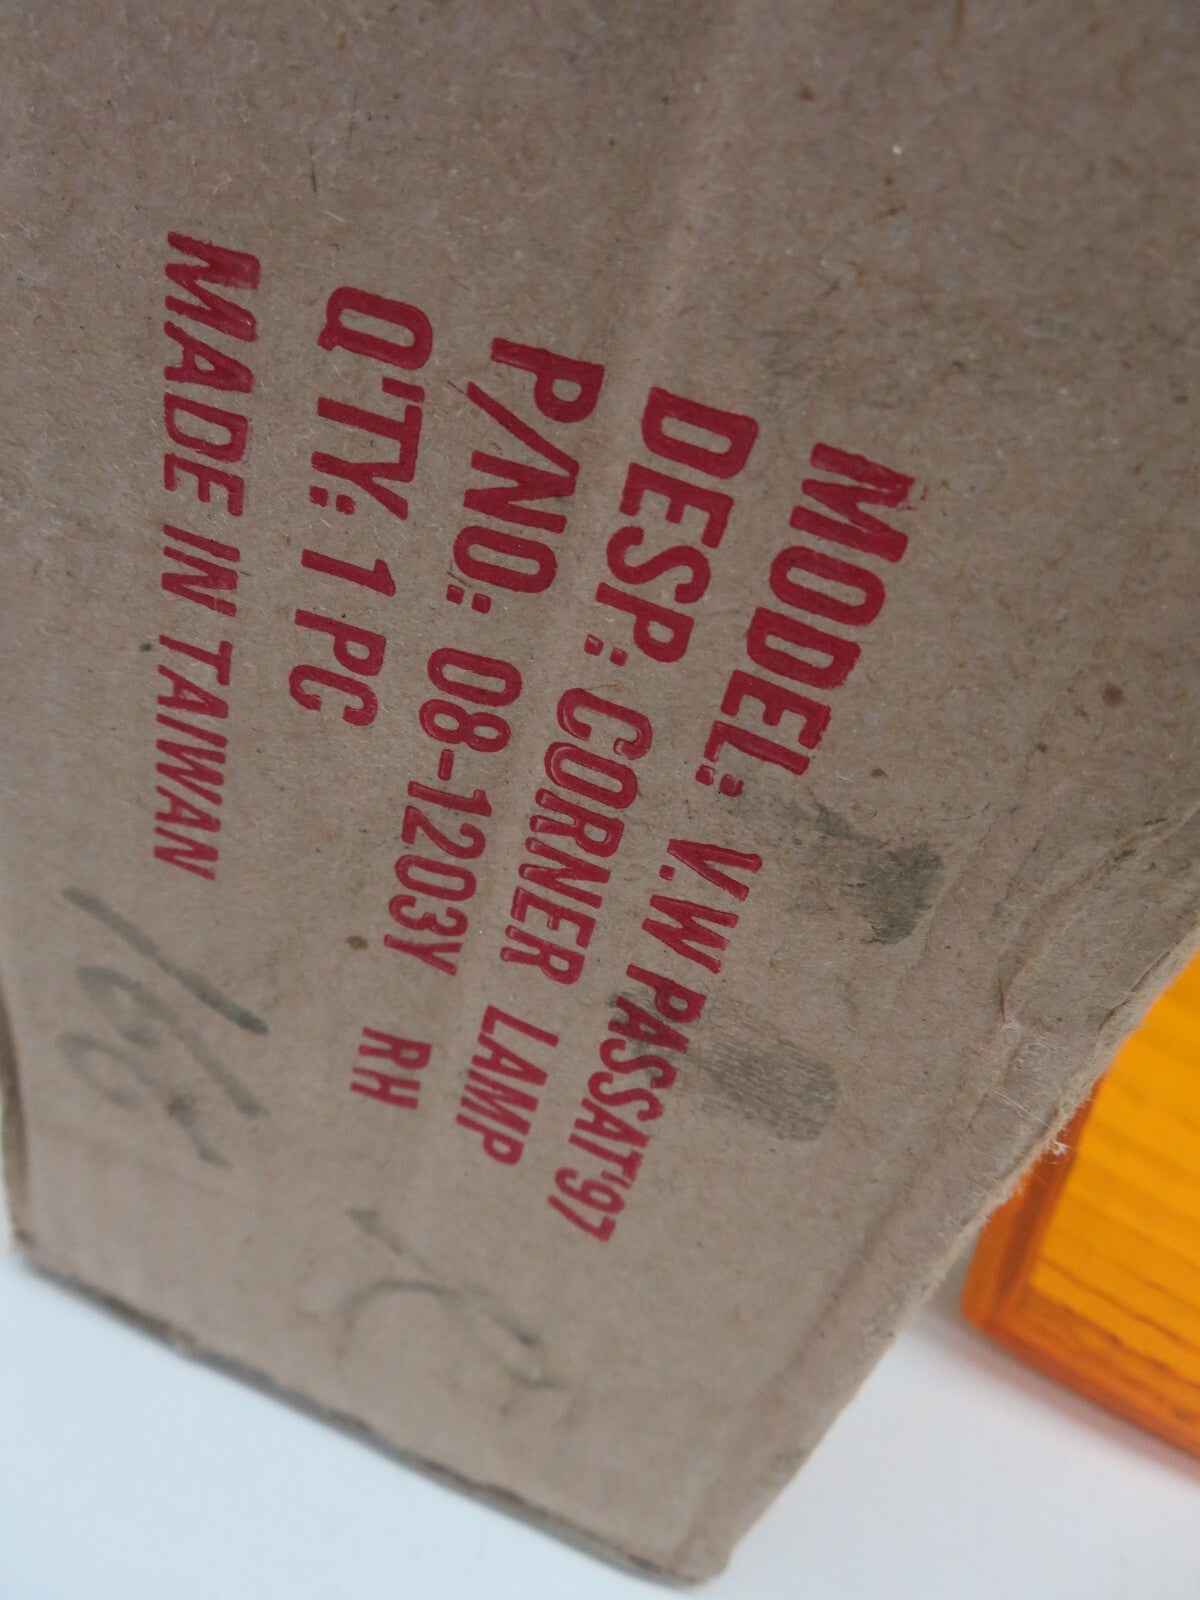 MODEL: V.W PASSAT'97
DESP.: CORNER LAMP
P/NO.: 08-1203Y RH
Q'TY: 1 PC
MADE IN TAIWAN